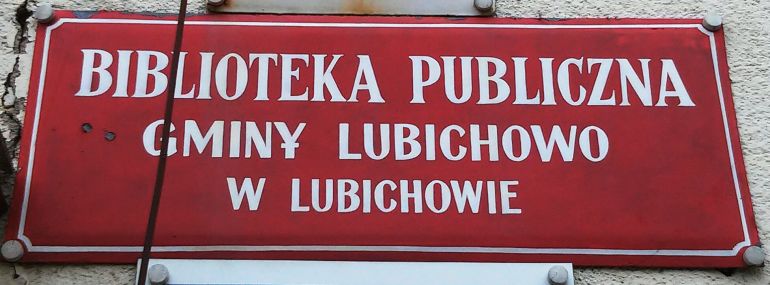 BIBLIOTEKA PUBLICZNA
GMINY LUBICHOWO
W LUBICHOWIE